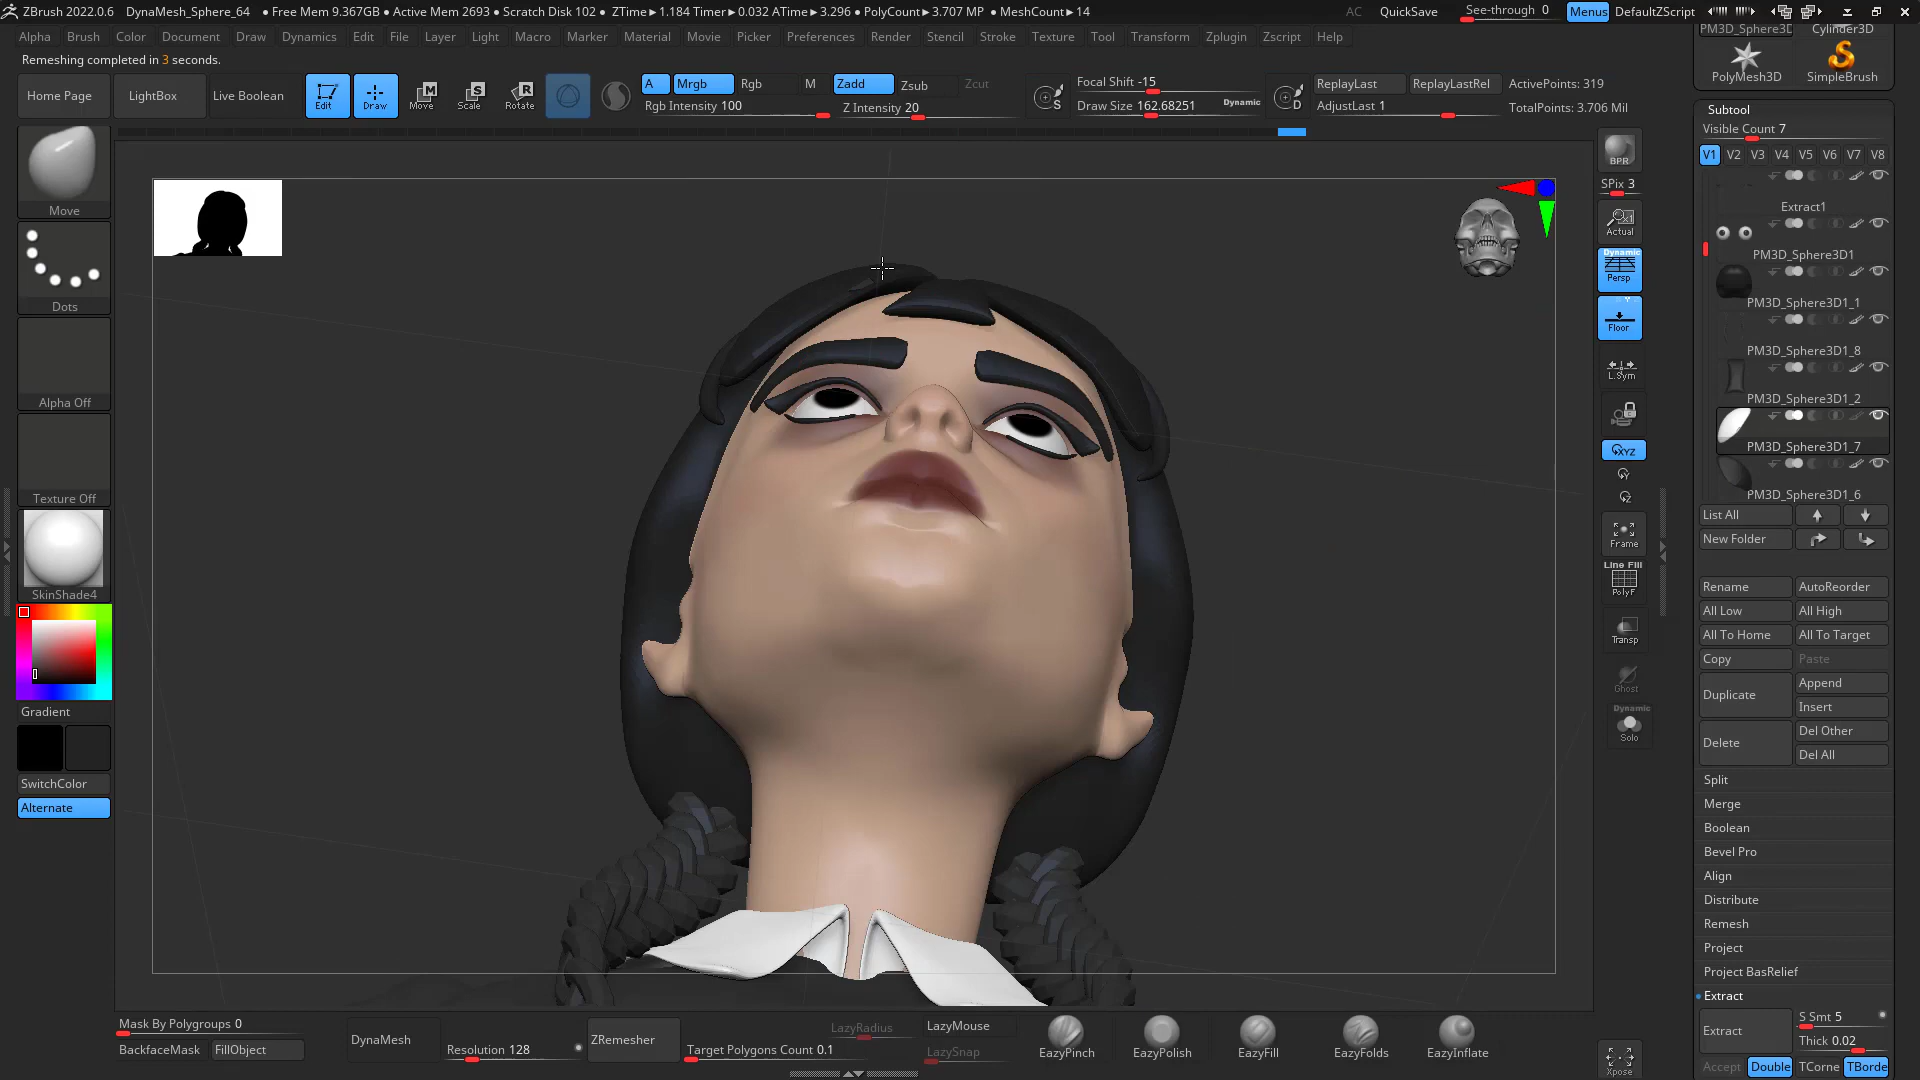 ZBrush 2022.0.6 DynaMesh_Sphere_64 ● Free Mem 9.367GB ● Active Mem 2693 ● Scratch Disk 102 ● ZTime►1.184 Timer►0.032 ATime►3.296 ● PolyCount►3.707 MP ● MeshCount►14 AC QuickSave See-through 0 Menus DefaultZScript
Alpha Brush Color Document Draw Dynamics Edit File Layer Light Macro Marker Material Movie Picker Preferences Render Stencil Stroke Texture Tool Transform Zplugin Zscript Help
PM3D_Sphere3D Cylinder3D
Remeshing completed in 3 seconds.
PolyMesh3D SimpleBrush
Home Page LightBox Live Boolean Edit Draw Move Scale Rotate
A Mrgb Rgb M Zadd Zsub Zcut
Rgb Intensity 100 Z Intensity 20
Focal Shift -15
Draw Size 162.68251 Dynamic
S D
ReplayLast ReplayLastRel ActivePoints: 319
AdjustLast 1 TotalPoints: 3.706 Mil
Subtool
Visible Count 7
V1 V2 V3 V4 V5 V6 V7 V8
Extract1
PM3D_Sphere3D1
PM3D_Sphere3D1_1
PM3D_Sphere3D1_8
PM3D_Sphere3D1_2
PM3D_Sphere3D1_7
PM3D_Sphere3D1_6
List All
New Folder
Rename AutoReorder
All Low All High
All To Home All To Target
Copy Paste
Duplicate Append
Insert
Delete Del Other
Del All
Split
Merge
Boolean
Bevel Pro
Align
Distribute
Remesh
Project
Project BasRelief
Extract
Extract S Smt 5
Thick 0.02
Accept Double TCorne TBorde
Move
Dots
Alpha Off
Texture Off
SkinShade4
Gradient
SwitchColor
Alternate
BPR
SPix 3
Actual
Dynamic
Persp
Floor
L.Sym
XYZ
Y
Z
Frame
Line Fill
PolyF
Transp
Ghost
Dynamic
Solo
Xpose
Mask By Polygroups 0
BackfaceMask FillObject
DynaMesh
Resolution 128
ZRemesher
LazyRadius LazyMouse
Target Polygons Count 0.1 LazySnap
EazyPinch EazyPolish EazyFill EazyFolds EazyInflate